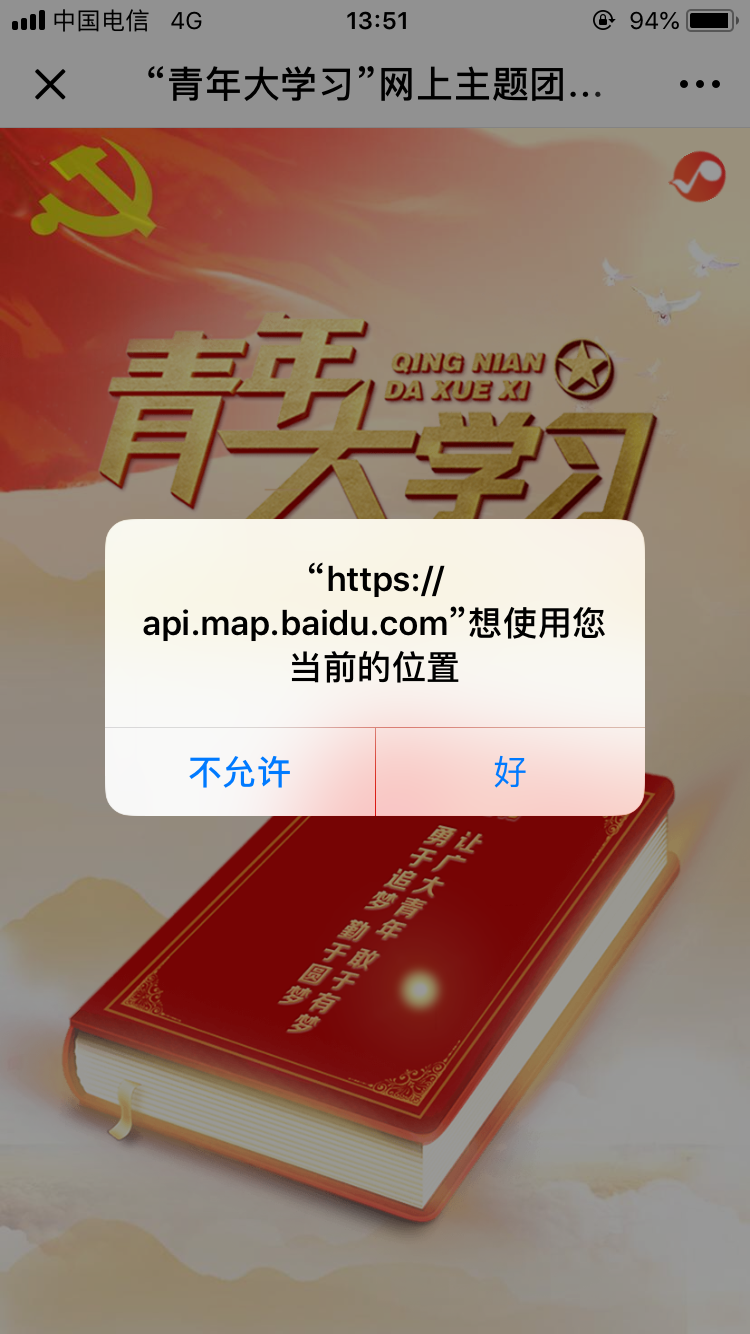 中国电信 4G 13:51 94%
“青年大学习”网上主题团…
青年大学习
QING NIAN
DA XUE XI
“https://
api.map.baidu.com”想使用您
当前的位置
不允许 好
让广大青年敢于有梦
勇于追梦 勤于圆梦